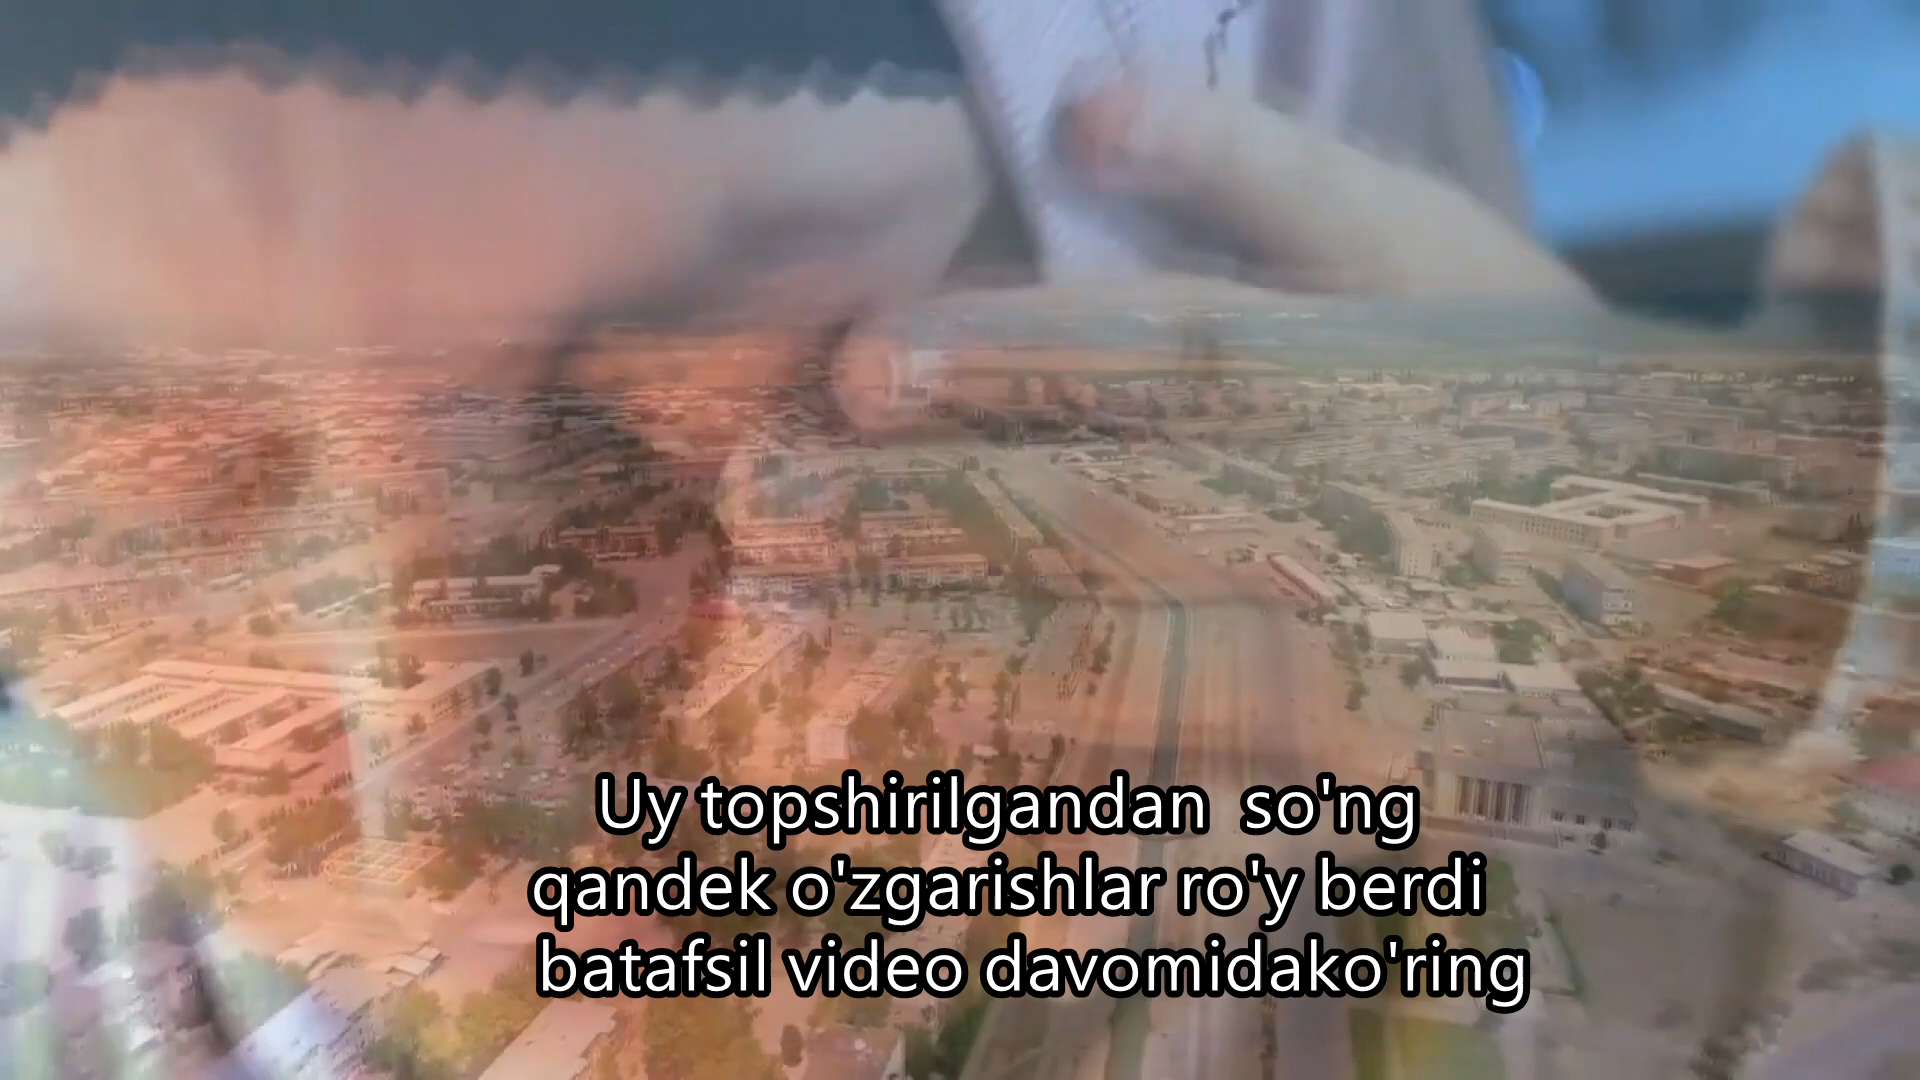 Uy topshirilgandan  so'ng
qandek o'zgarishlar ro'y berdi
batafsil video davomidako'ring